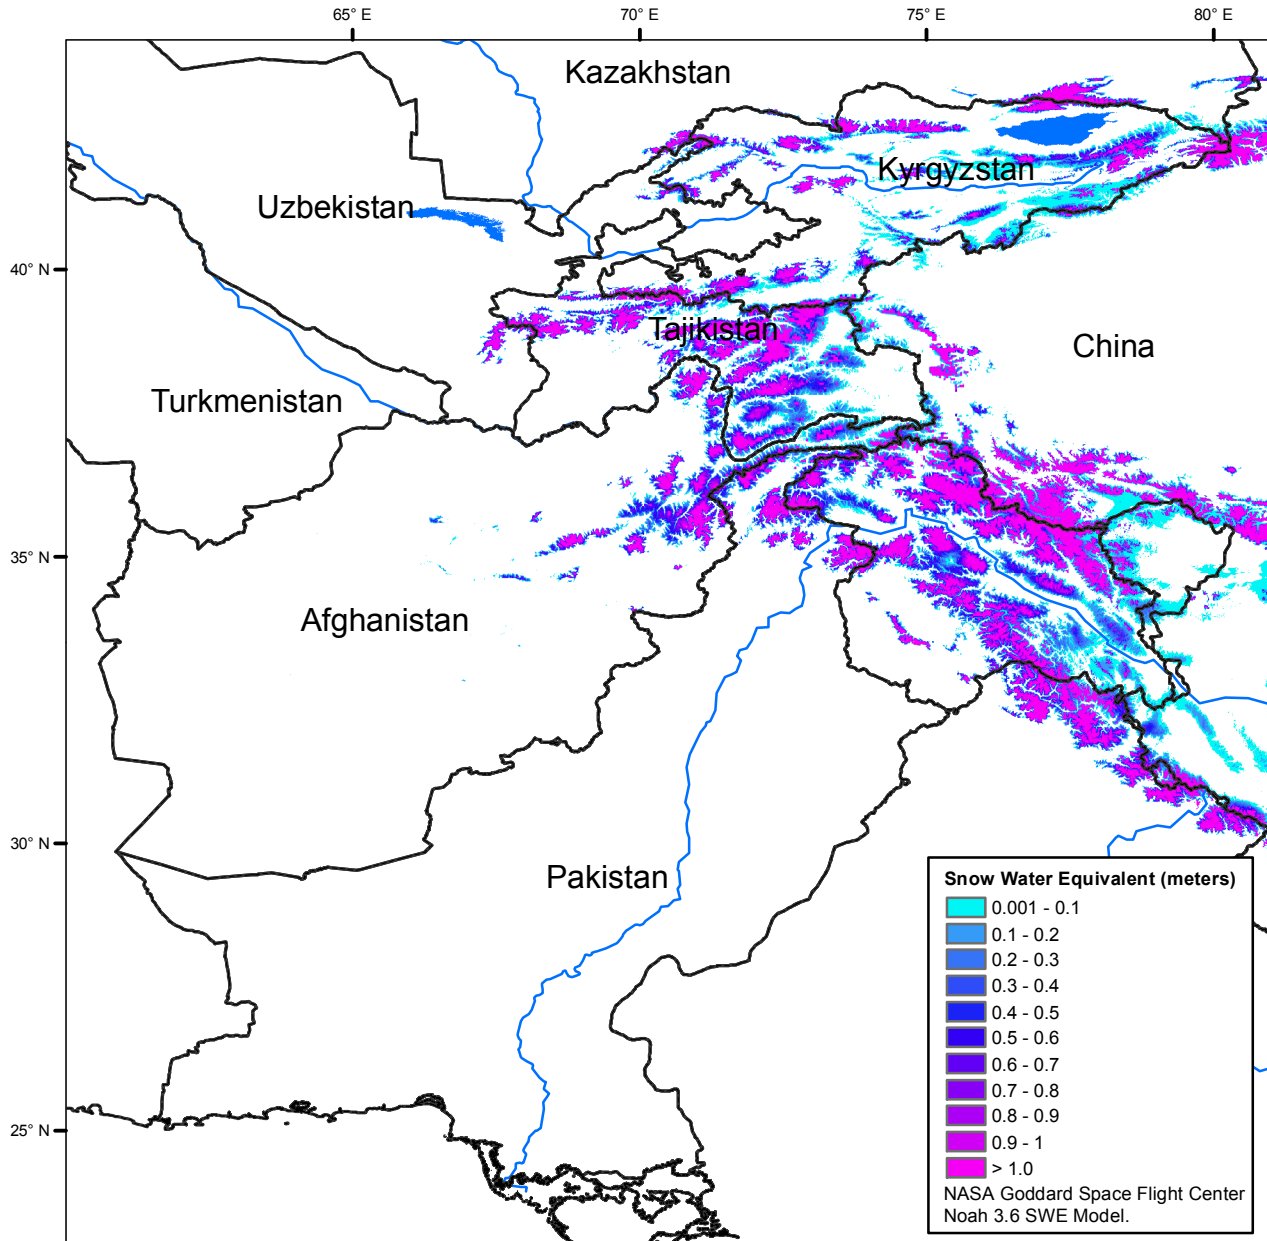 65° E
70° E
75° E
80° E
Kazakhstan
Kyrgyzstan
Uzbekistan
40° N
Tajikistan
China
Turkmenistan
35° N
Afghanistan
30° N
Pakistan
25° N
Snow Water Equivalent (meters)
0.001 - 0.1
0.1 - 0.2
0.2 - 0.3
0.3 - 0.4
0.4 - 0.5
0.5 - 0.6
0.6 - 0.7
0.7 - 0.8
0.8 - 0.9
0.9 - 1
> 1.0
NASA Goddard Space Flight Center
Noah 3.6 SWE Model.